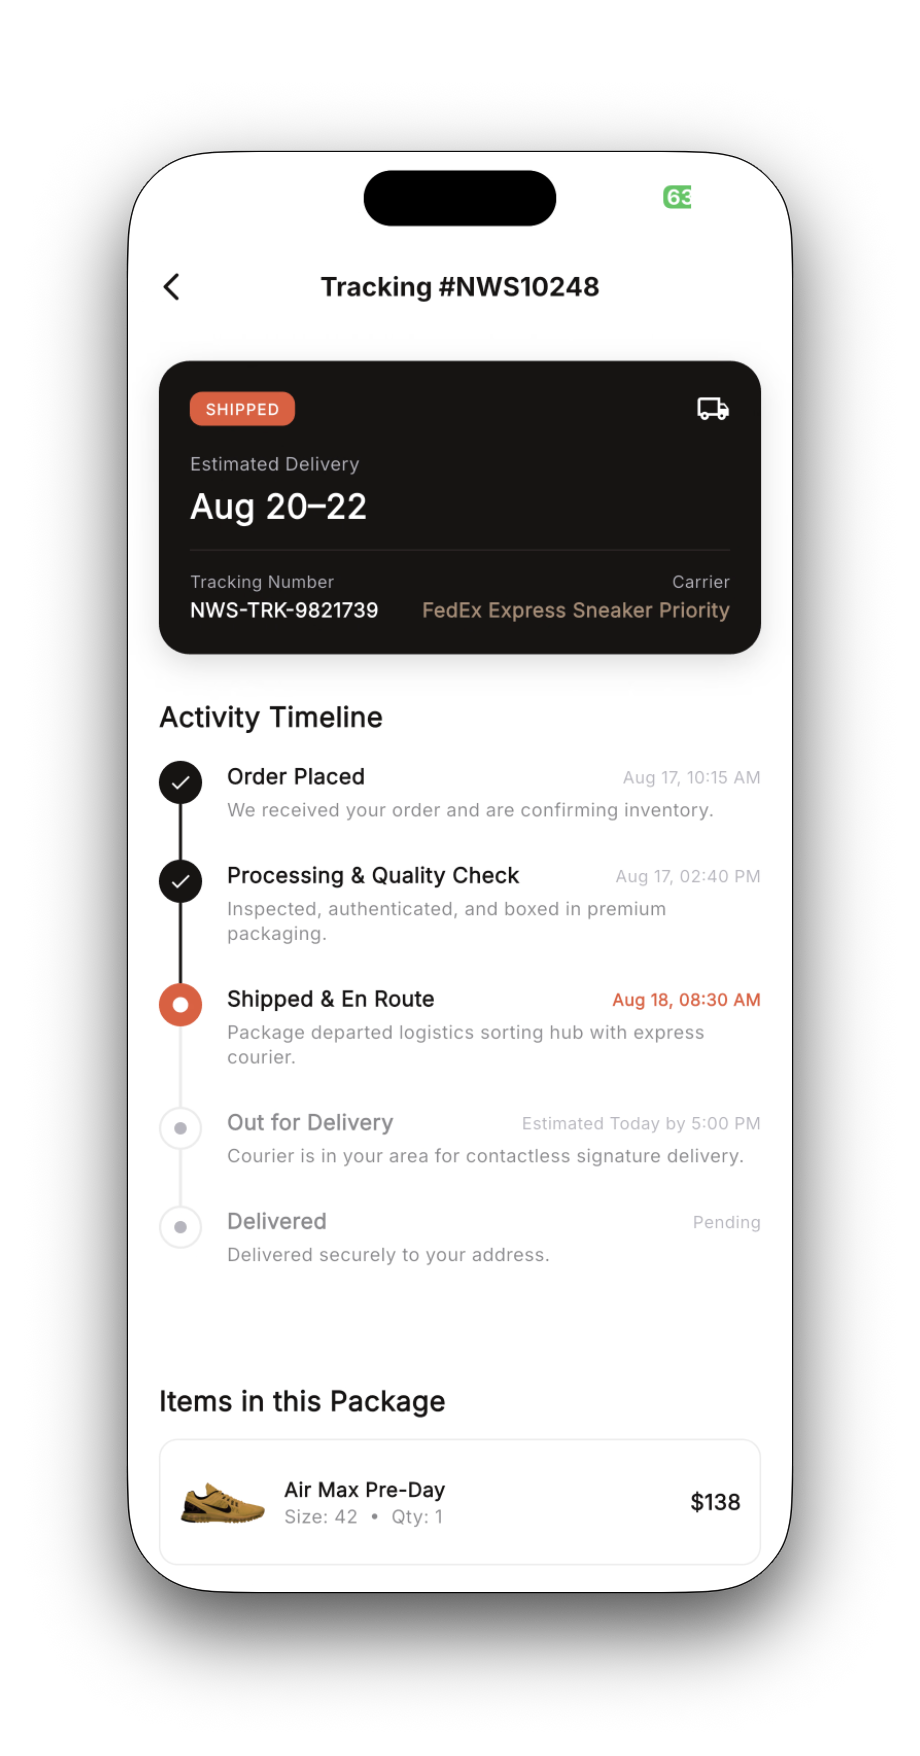 63
Tracking #NWS10248
SHIPPED
Estimated Delivery
Aug 20–22
Tracking Number
NWS-TRK-9821739
Carrier
FedEx Express Sneaker Priority
Activity Timeline
Order Placed
Aug 17, 10:15 AM
We received your order and are confirming inventory.
Processing & Quality Check
Aug 17, 02:40 PM
Inspected, authenticated, and boxed in premium
packaging.
Shipped & En Route
Aug 18, 08:30 AM
Package departed logistics sorting hub with express
courier.
Out for Delivery
Estimated Today by 5:00 PM
Courier is in your area for contactless signature delivery.
Delivered
Pending
Delivered securely to your address.
Items in this Package
Air Max Pre-Day
$138
Size: 42 • Qty: 1